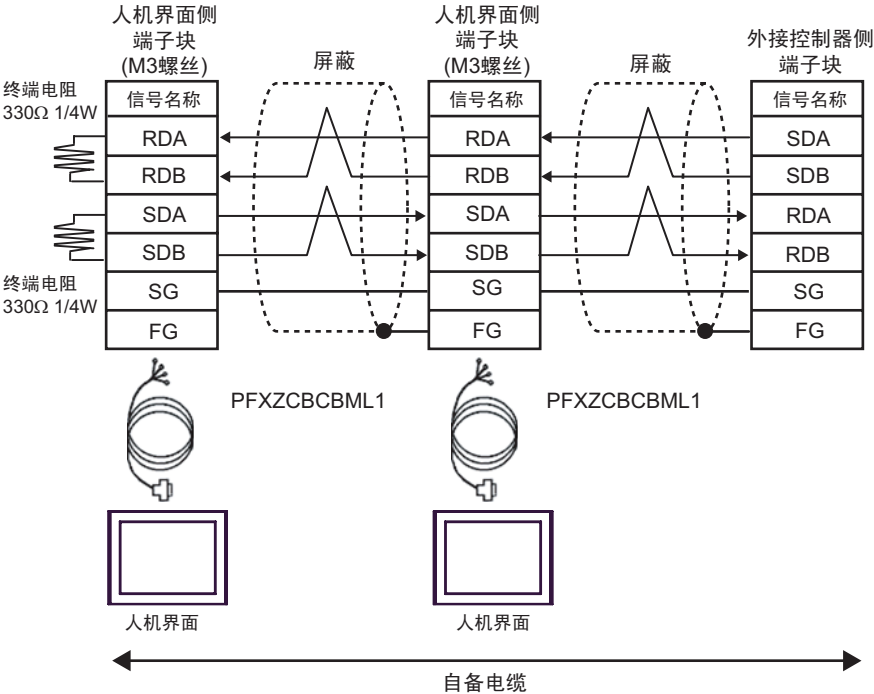 人机界面侧
端子块
(M3螺丝)
人机界面侧
端子块
(M3螺丝)
外接控制器侧
端子块
屏蔽
屏蔽
终端电阻
330Ω 1/4W
信号名称
RDA
RDB
SDA
SDB
SG
FG
信号名称
RDA
RDB
SDA
SDB
SG
FG
信号名称
SDA
SDB
RDA
RDB
SG
FG
终端电阻
330Ω 1/4W
PFXZCBCBML1
PFXZCBCBML1
人机界面
人机界面
自备电缆